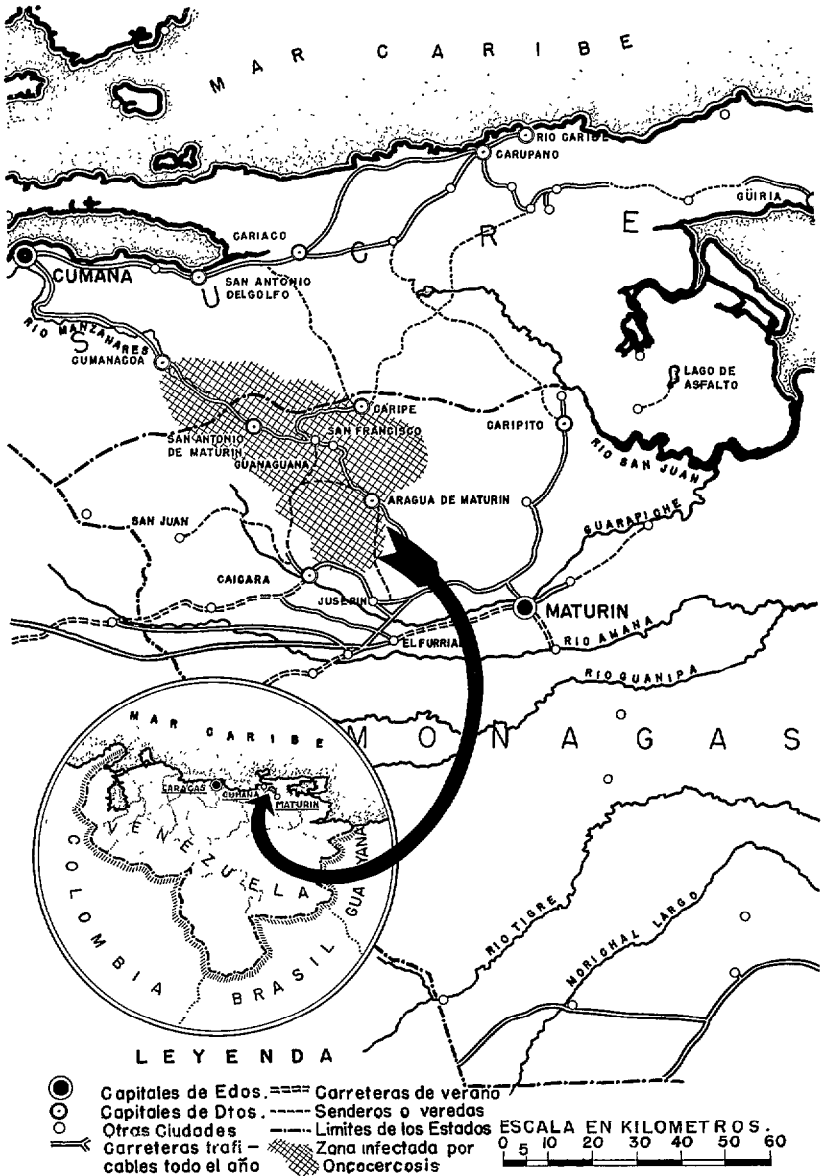 MAR CARIBE
RIO CARIBE
CARUPANO
GÜIRIA
CARIACO
SUCRE
CUMANA
SAN ANTONIO
DEL GOLFO
RIO MANZANARES
CUMANACOA
LAGO DE
ASFALTO
CARIPE
SAN FRANCISCO
CARIPITO
SAN ANTONIO
DE MATURIN
GUANAGUANA
RIO SAN JUAN
ARAGUA DE MATURIN
SAN JUAN
GUARAPICHE
CAICARA
JUSEPIN
MATURIN
EL FURRIAL
RIO AMANA
RIO GUANIPA
MONAGAS
MAR CARIBE
CARACAS
CUMANA
MATURIN
VENEZUELA
COLOMBIA
GUAYANA
BRASIL
RIO TIGRE
MORICHAL LARGO
LEYENDA
Capitales de Edos.
Carreteras de verano
Capitales de Dtos.
Senderos o veredas
Otras Ciudades
Limites de los Estados
Carreteras trafi-
cables todo el año
Zona infectada por
Oncocercosis
ESCALA EN KILOMETROS.
0 5 10 20 30 40 50 60